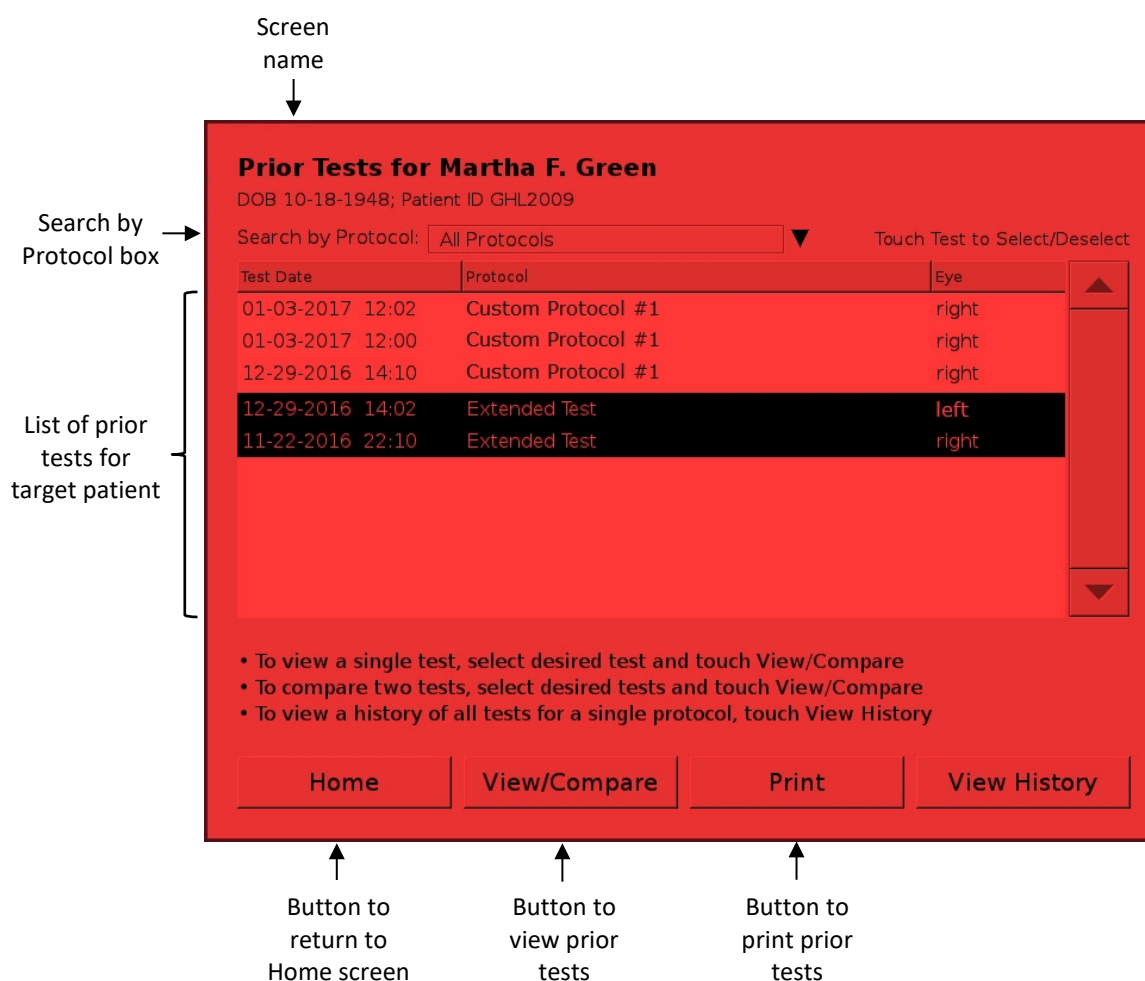 Screen
name
Prior Tests for Martha F. Green
DOB 10-18-1948; Patient ID GHL2009
Search by
Protocol box
Search by Protocol: All Protocols Touch Test to Select/Deselect
Test Date Protocol Eye
01-03-2017 12:02 Custom Protocol #1 right
01-03-2017 12:00 Custom Protocol #1 right
12-29-2016 14:10 Custom Protocol #1 right
12-29-2016 14:02 Extended Test left
11-22-2016 22:10 Extended Test right
List of prior
tests for
target patient
• To view a single test, select desired test and touch View/Compare
• To compare two tests, select desired tests and touch View/Compare
• To view a history of all tests for a single protocol, touch View History
Home View/Compare Print View History
Button to
return to
Home screen
Button to
view prior
tests
Button to
print prior
tests